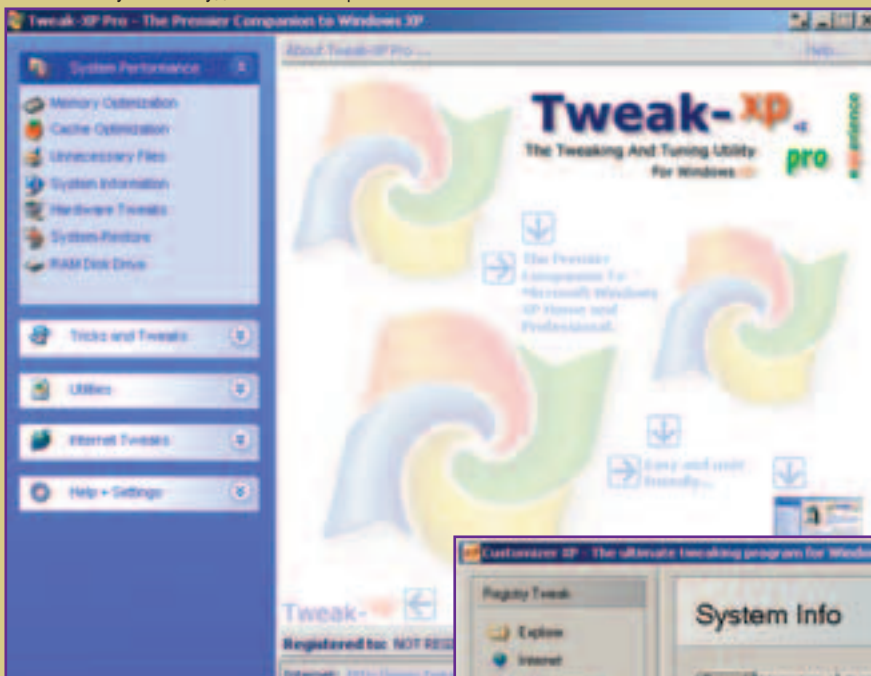 Tweak-XP Pro - The Premier Companion to Windows XP
About Tweak-XP Pro ...
Help...
System Performance
Memory Optimization
Cache Optimization
Unnecessary Files
System Information
Hardware Tweaks
System-Restore
RAM Disk Drive
Tricks and Tweaks
Utilities
Internet Tweaks
Help + Settings
Tweak-XP
pro
The Tweaking And Tuning Utility
For Windows XP
The Premier
Companion To
Microsoft Windows
XP Home and
Professional.
Easy and user
friendly...
Tweak-XP
Registered to: NOT
Internet:
Customizer XP - The ultimate tweaking program for
Registry Tweak
Explore
Internet
System Info